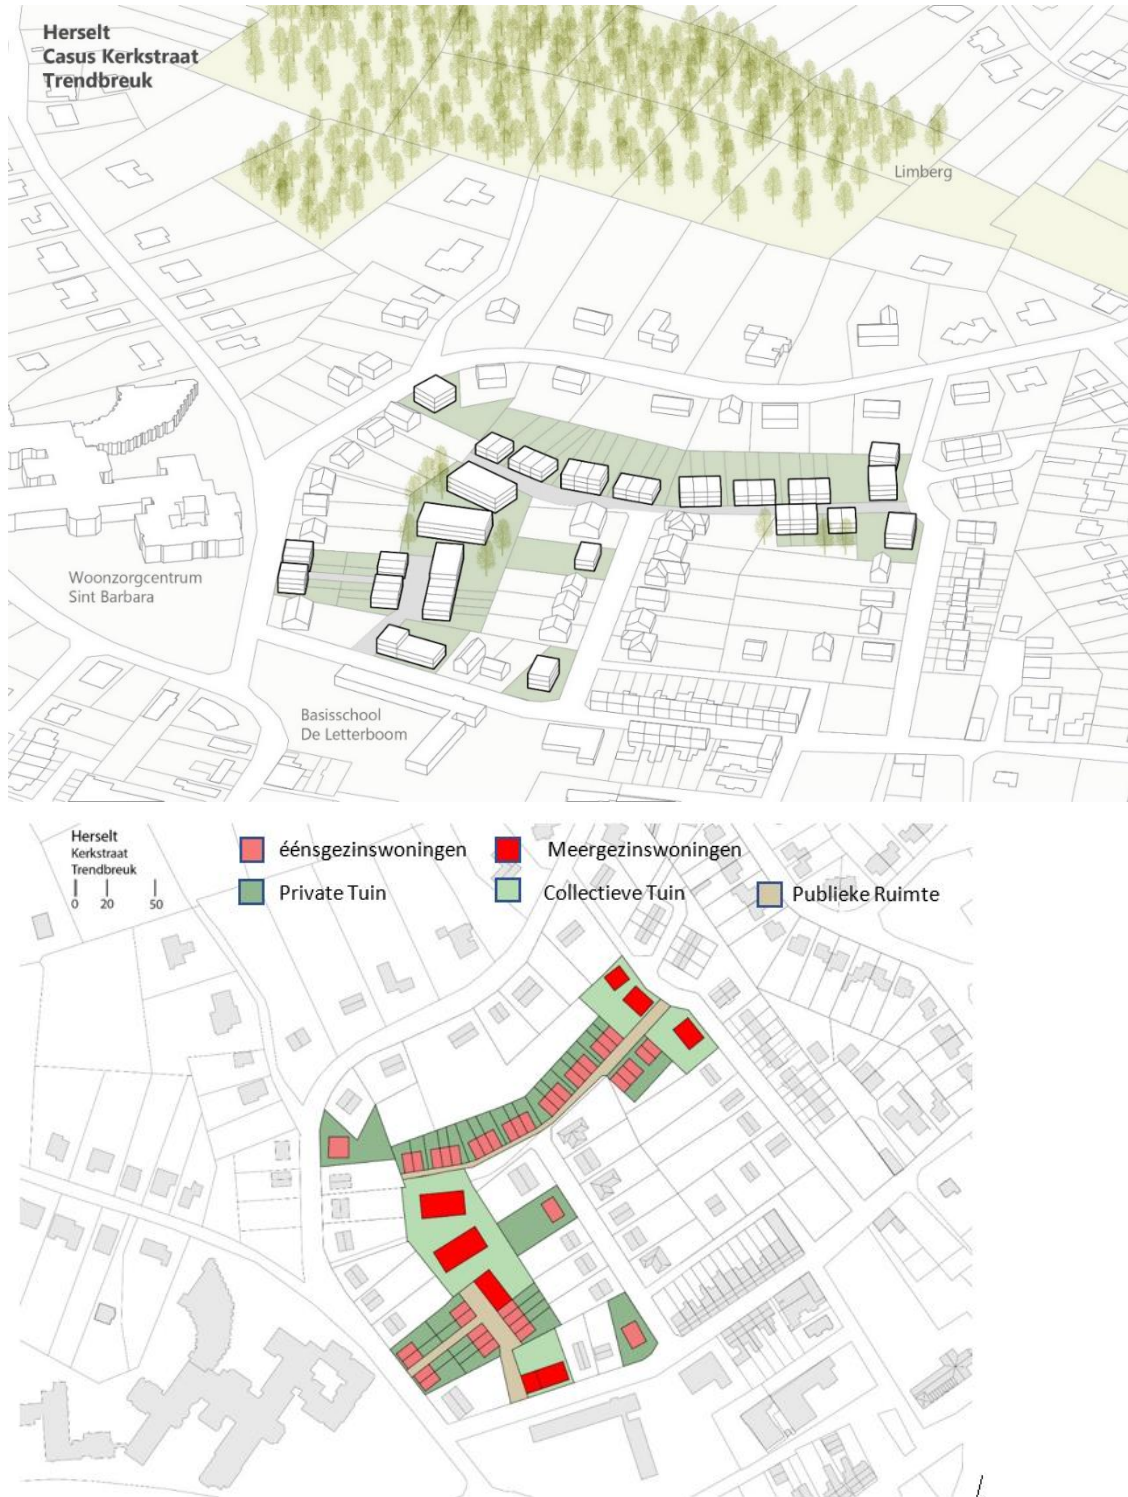 Herselt
Casus Kerkstraat
Trendbreuk
Limberg
Woonzorgcentrum
Sint Barbara
Basisschool
De Letterboom
Herselt
Kerkstraat
Trendbreuk
0 20 50
éénsgezinswoningen
Meergezinswoningen
Private Tuin
Collectieve Tuin
Publieke Ruimte
/